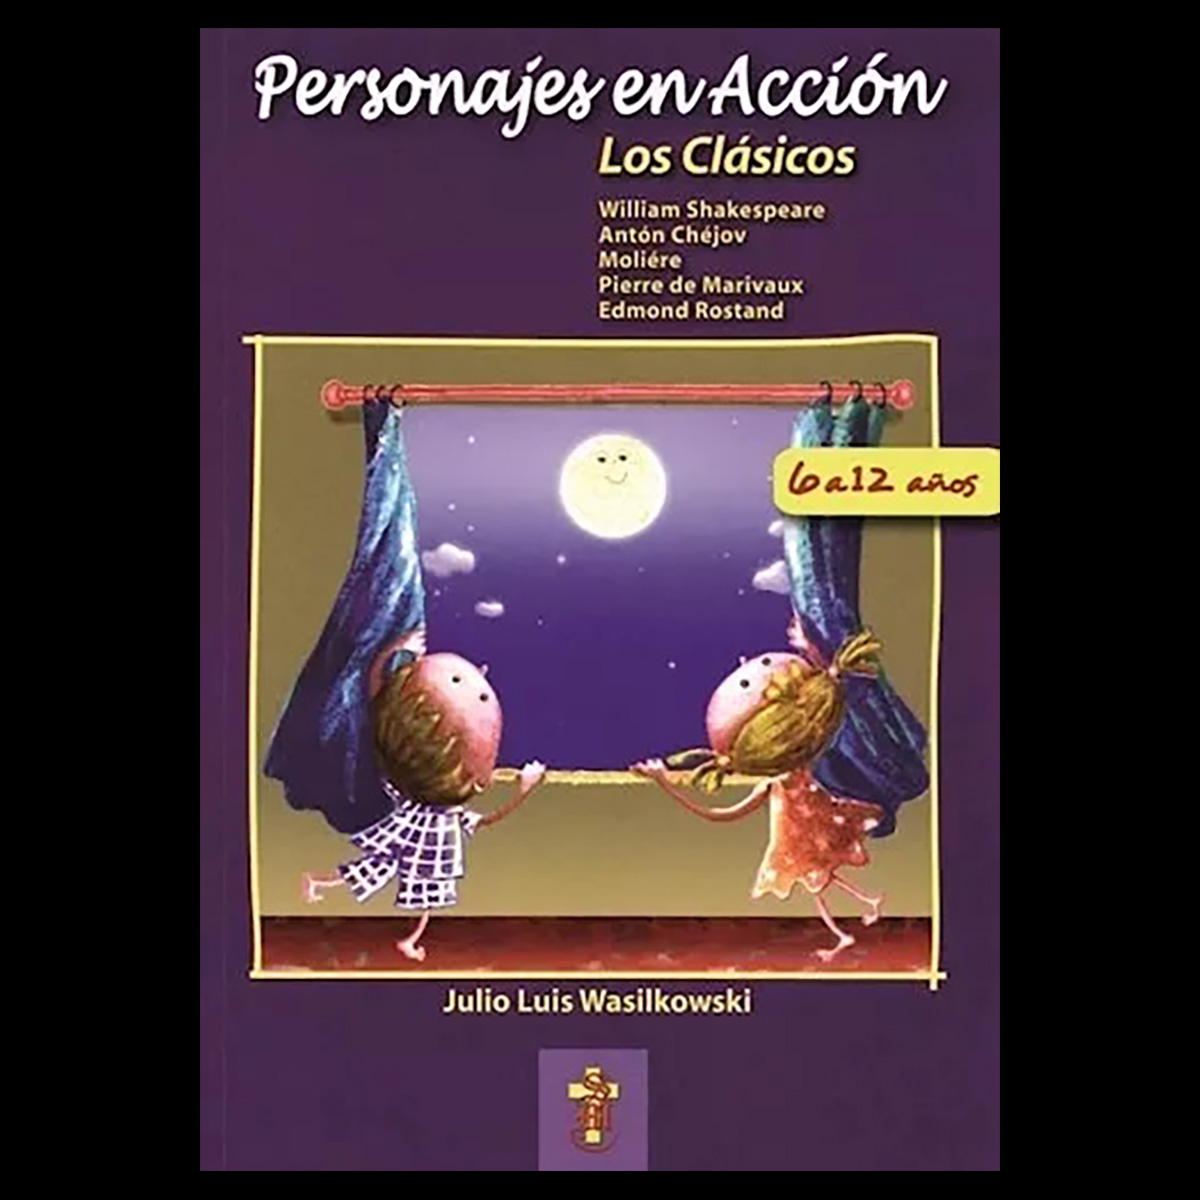 Personajes en Acción
Los Clásicos
William Shakespeare
Antón Chéjov
Moliére
Pierre de Marivaux
Edmond Rostand
6 a 12 años
Julio Luis Wasilkowski